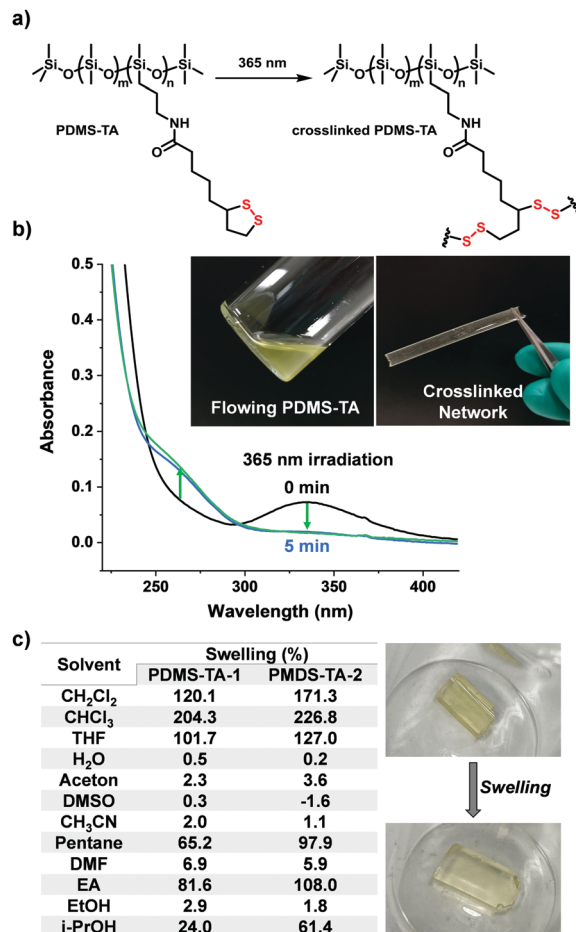 a)
Si O Si O Si O Si
m n
365 nm
Si O Si O Si O Si
m n
PDMS-TA
NH
O
crosslinked PDMS-TA
NH
O
S
S
S
S
S
S
b)
0.5
0.4
0.3
0.2
0.1
0.0
Absorbance
Flowing PDMS-TA
Crosslinked
Network
365 nm irradiation
0 min
5 min
250 300 350 400
Wavelength (nm)
c)
Solvent Swelling (%)
PDMS-TA-1 PMDS-TA-2
CH2Cl2 120.1 171.3
CHCl3 204.3 226.8
THF 101.7 127.0
H2O 0.5 0.2
Aceton 2.3 3.6
DMSO 0.3 -1.6
CH3CN 2.0 1.1
Pentane 65.2 97.9
DMF 6.9 5.9
EA 81.6 108.0
EtOH 2.9 1.8
i-PrOH 24.0 61.4
Swelling